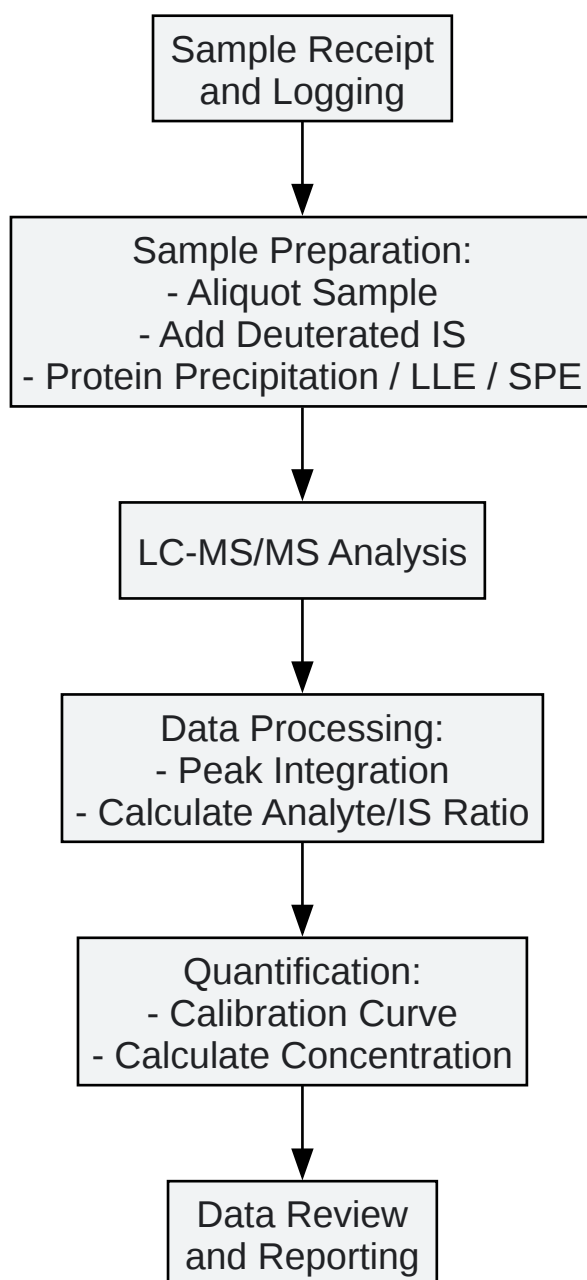 Sample Receipt
and Logging
Sample Preparation:
- Aliquot Sample
- Add Deuterated IS
- Protein Precipitation / LLE / SPE
LC-MS/MS Analysis
Data Processing:
- Peak Integration
- Calculate Analyte/IS Ratio
Quantification:
- Calibration Curve
- Calculate Concentration
Data Review
and Reporting